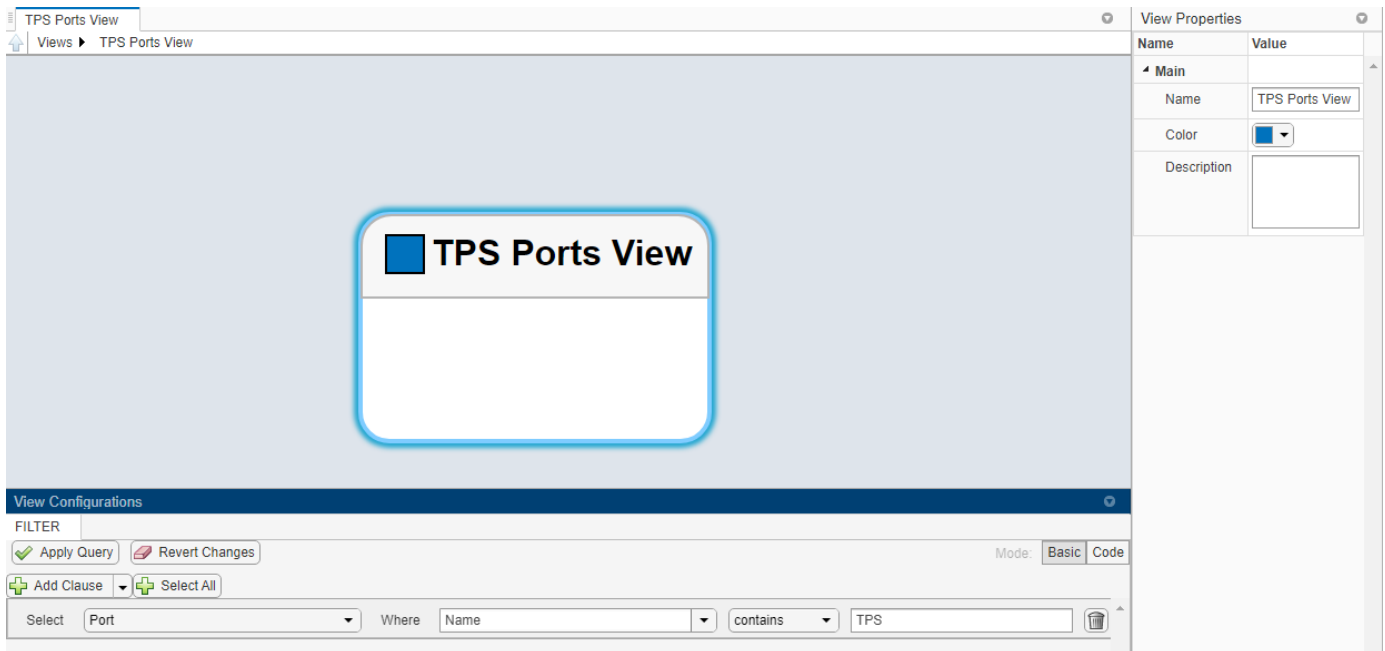 TPS Ports View
Views TPS Ports View
TPS Ports View
View Configurations
FILTER
Apply Query Revert Changes Mode: Basic Code
Add Clause Select All
Select Port Where Name contains TPS
View Properties
Name Value
Main
Name TPS Ports View
Color
Description